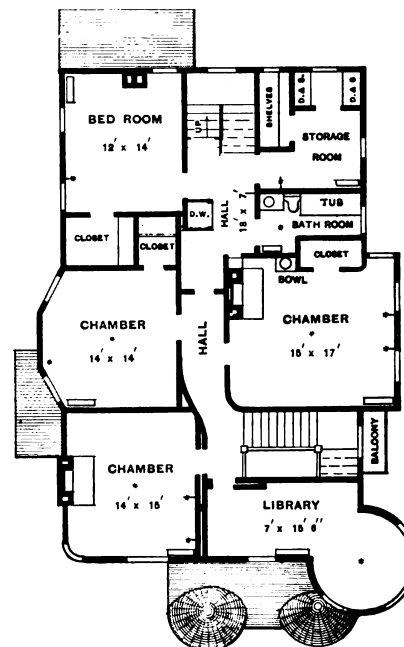 D. & S.
D. & S.
SHELVES
BED ROOM
12' x 14'
UP
STORAGE
ROOM
HALL
18 x 7'
TUB
D.W.
BATH ROOM
CLOSET
CLOSET
CLOSET
BOWL
CHAMBER
14' x 14'
HALL
CHAMBER
15' x 17'
BALCONY
CHAMBER
14' x 15'
LIBRARY
7' x 15' 6"